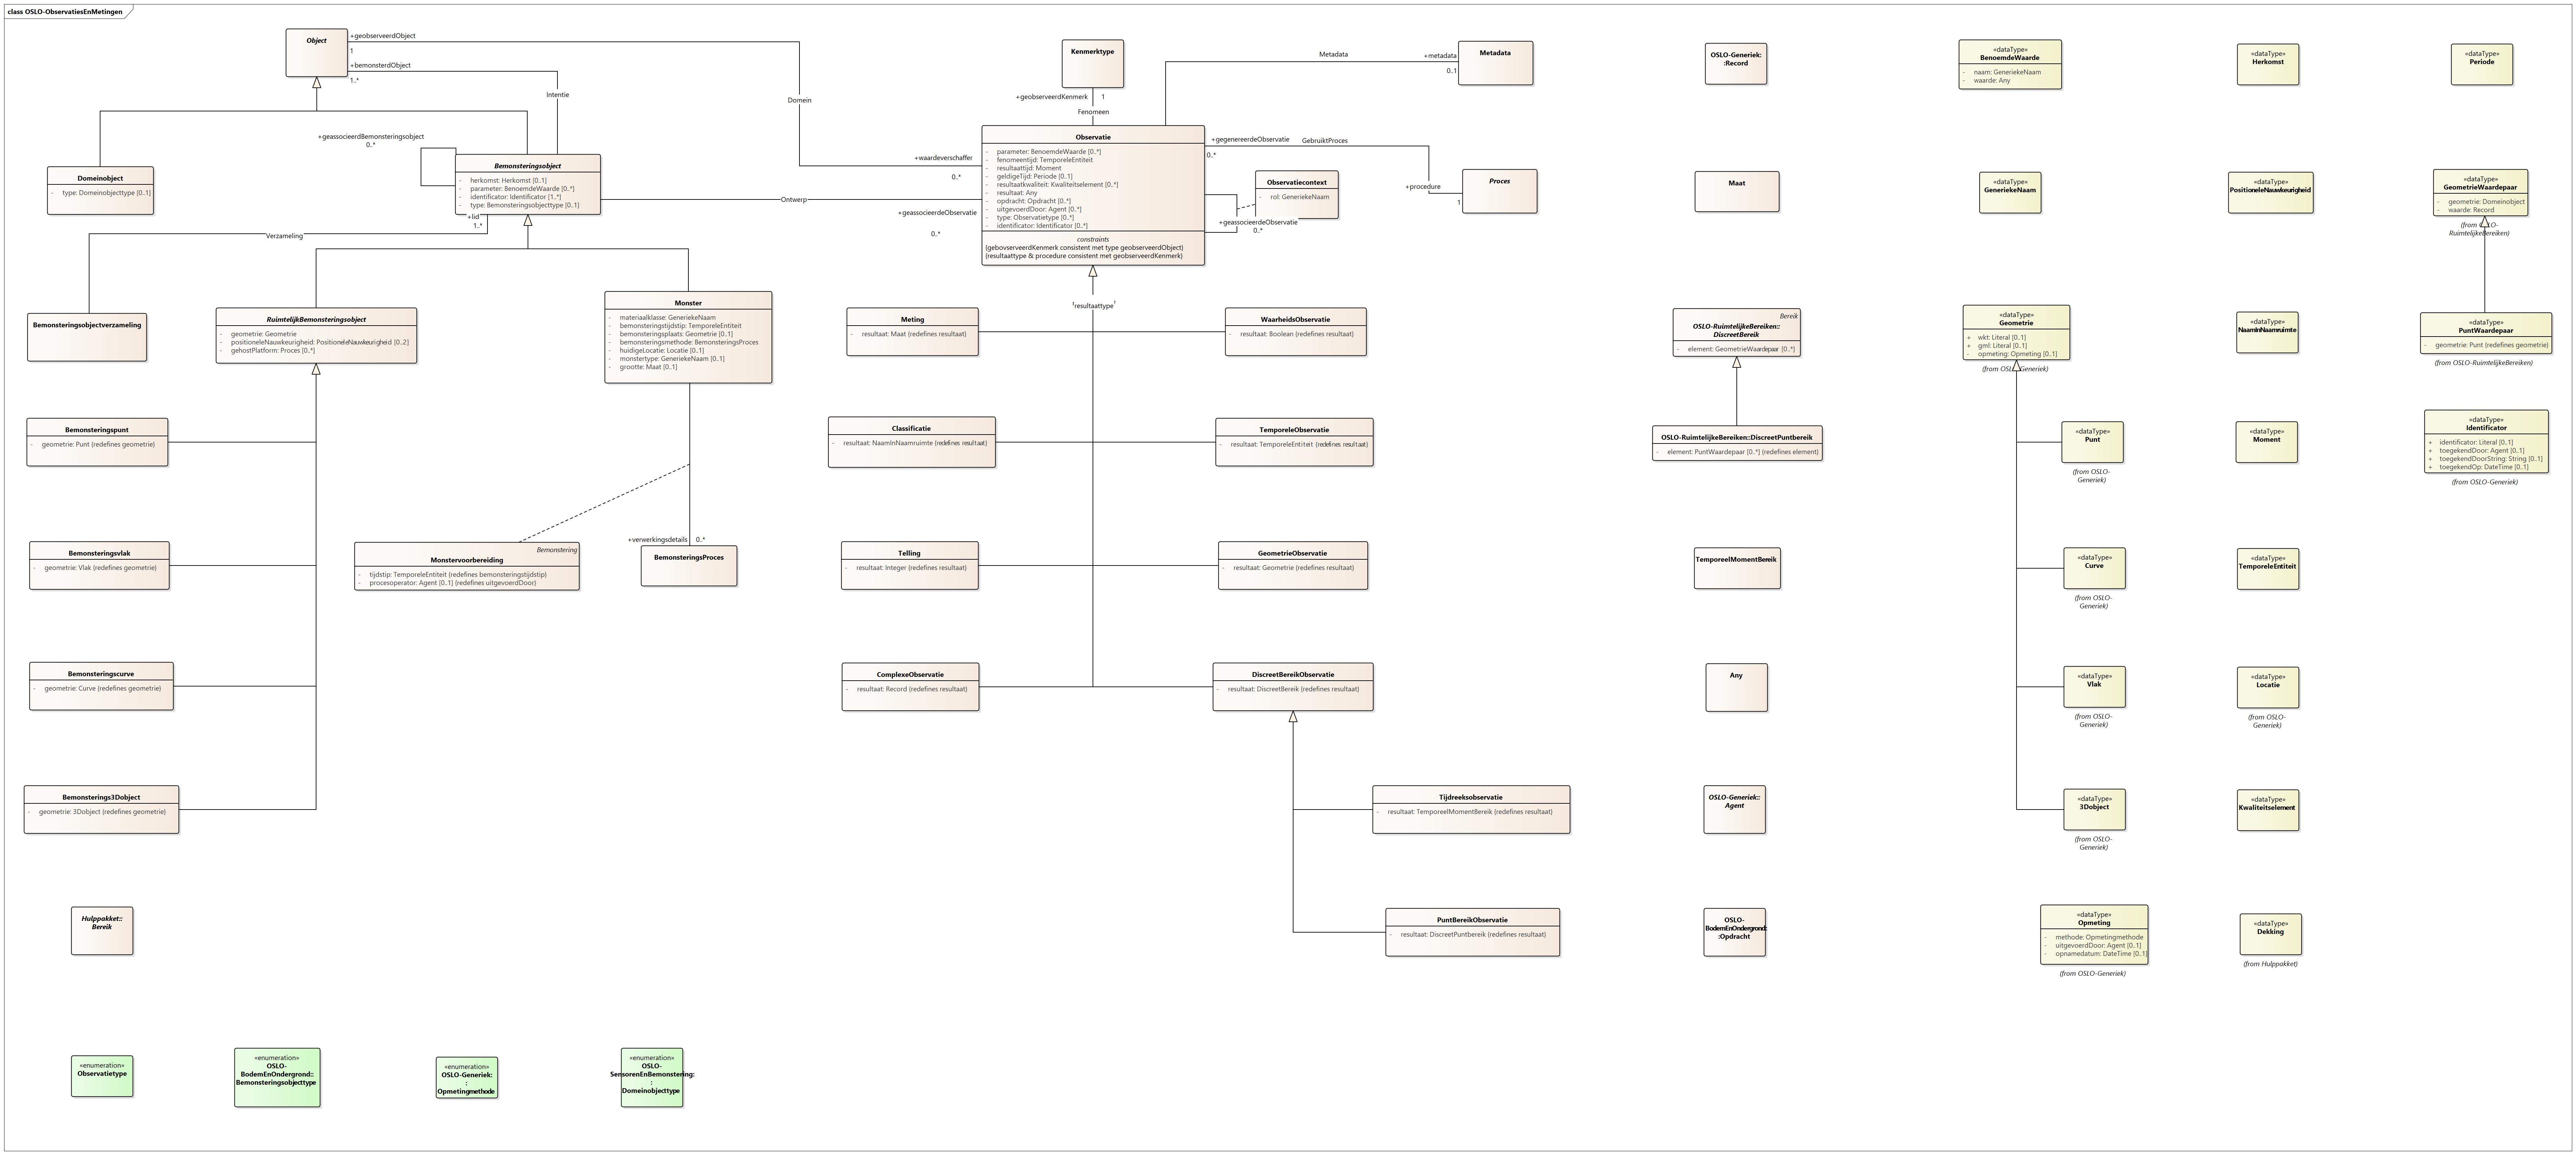 class OSLO-ObservatiesEnMetingen
Object
+geobserveerdObject
1
+bemonsterdObject
1..*
Intentie
Domein
Kenmerktype
+geobserveerdKenmerk
1
Fenomeen
Metadata
+metadata
0..1
Metadata
OSLO-Generiek:
:Record
«dataType»
BenoemdeWaarde
- naam: GeneriekeNaam
- waarde: Any
«dataType»
Herkomst
«dataType»
Periode
+geassocieerdBemonsteringsobject
0..*
Domeinobject
- type: Domeinobjecttype [0..1]
Bemonsteringsobject
- herkomst: Herkomst [0..1]
- parameter: BenoemdeWaarde [0..*]
- identificator: Identificator [1..*]
- type: Bemonsteringsobjecttype [0..1]
+lid
1..*
Verzameling
+waardeverschaffer
0..*
Ontwerp
+geassocieerdeObservatie
0..*
Observatie
- parameter: BenoemdeWaarde [0..*]
- fenomeentijd: TemporeleEntiteit
- resultaattijd: Moment
- geldigeTijd: Periode [0..1]
- resultaatkwaliteit: Kwaliteitselement [0..*]
- resultaat: Any
- opdracht: Opdracht [0..*]
- uitgevoerdDoor: Agent [0..*]
- type: Observatietype [0..*]
- identificator: Identificator [0..*]
constraints
{gebovserveerdKenmerk consistent met type geobserveerdObject}
{resultaattype & procedure consistent met geobserveerdKenmerk}
+gegenereerdeObservatie
0..*
GebruiktProces
Observatiecontext
- rol: GeneriekeNaam
+geassocieerdeObservatie
0..*
+procedure
1
Proces
Maat
«dataType»
GeneriekeNaam
«dataType»
PositioneleNauwkeurigheid
«dataType»
GeometrieWaardepaar
- geometrie: Domeinobject
- waarde: Record
(from OSLO-
RuimtelijkeBereiken)
Bemonsteringsobjectverzameling
RuimtelijkBemonsteringsobject
- geometrie: Geometrie
- positioneleNauwkeurigheid: PositioneleNauwkeurigheid [0..2]
- gehostPlatform: Proces [0..*]
Monster
- materiaalklasse: GeneriekeNaam
- bemonsteringstijdstip: TemporeleEntiteit
- bemonsteringsplaats: Geometrie [0..1]
- bemonsteringsmethode: BemonsteringsProces
- huidigeLocatie: Locatie [0..1]
- monstertype: GeneriekeNaam [0..1]
- grootte: Maat [0..1]
resultaattype
Meting
- resultaat: Maat (redefines resultaat)
WaarheidsObservatie
- resultaat: Boolean (redefines resultaat)
Bereik
OSLO-RuimtelijkeBereiken::
DiscreetBereik
- element: GeometrieWaardepaar [0..*]
«dataType»
Geometrie
+ wkt: Literal [0..1]
+ gml: Literal [0..1]
- opmeting: Opmeting [0..1]
(from OSLO-Generiek)
«dataType»
NaamInNaamruimte
«dataType»
PuntWaardepaar
- geometrie: Punt (redefines geometrie)
(from OSLO-RuimtelijkeBereiken)
Bemonsteringspunt
- geometrie: Punt (redefines geometrie)
Classificatie
- resultaat: NaamInNaamruimte (redefines resultaat)
TemporeleObservatie
- resultaat: TemporeleEntiteit (redefines resultaat)
OSLO-RuimtelijkeBereiken::DiscreetPuntbereik
- element: PuntWaardepaar [0..*] (redefines element)
«dataType»
Punt
(from OSLO-
Generiek)
«dataType»
Moment
«dataType»
Identificator
+ identificator: Literal [0..1]
+ toegekendDoor: Agent [0..1]
+ toegekendDoorString: String [0..1]
+ toegekendOp: DateTime [0..1]
(from OSLO-Generiek)
Bemonsteringsvlak
- geometrie: Vlak (redefines geometrie)
Bemonstering
Monstervoorbereiding
- tijdstip: TemporeleEntiteit (redefines bemonsteringstijdstip)
- procesoperator: Agent [0..1] (redefines uitgevoerdDoor)
+verwerkingsdetails
0..*
BemonsteringsProces
Telling
- resultaat: Integer (redefines resultaat)
GeometrieObservatie
- resultaat: Geometrie (redefines resultaat)
TemporeelMomentBereik
«dataType»
Curve
(from OSLO-
Generiek)
«dataType»
TemporeleEntiteit
Bemonsteringscurve
- geometrie: Curve (redefines geometrie)
ComplexeObservatie
- resultaat: Record (redefines resultaat)
DiscreetBereikObservatie
- resultaat: DiscreetBereik (redefines resultaat)
Any
«dataType»
Vlak
(from OSLO-
Generiek)
«dataType»
Locatie
(from OSLO-
Generiek)
Bemonsterings3Dobject
- geometrie: 3Dobject (redefines geometrie)
Tijdreeksobservatie
- resultaat: TemporeelMomentBereik (redefines resultaat)
OSLO-Generiek::
Agent
«dataType»
3Dobject
(from OSLO-
Generiek)
«dataType»
Kwaliteitselement
Hulppakket::
Bereik
PuntBereikObservatie
- resultaat: DiscreetPuntbereik (redefines resultaat)
OSLO-
BodemEnOndergrond:
:Opdracht
«dataType»
Opmeting
- methode: Opmetingmethode
- uitgevoerdDoor: Agent [0..1]
- opnamedatum: DateTime [0..1]
(from OSLO-Generiek)
«dataType»
Dekking
(from Hulppakket)
«enumeration»
Observatietype
«enumeration»
OSLO-
BodemEnOndergrond::
Bemonsteringsobjecttype
«enumeration»
OSLO-Generiek:
:
Opmetingmethode
«enumeration»
OSLO-
SensorenEnBemonstering:
:
Domeinobjecttype